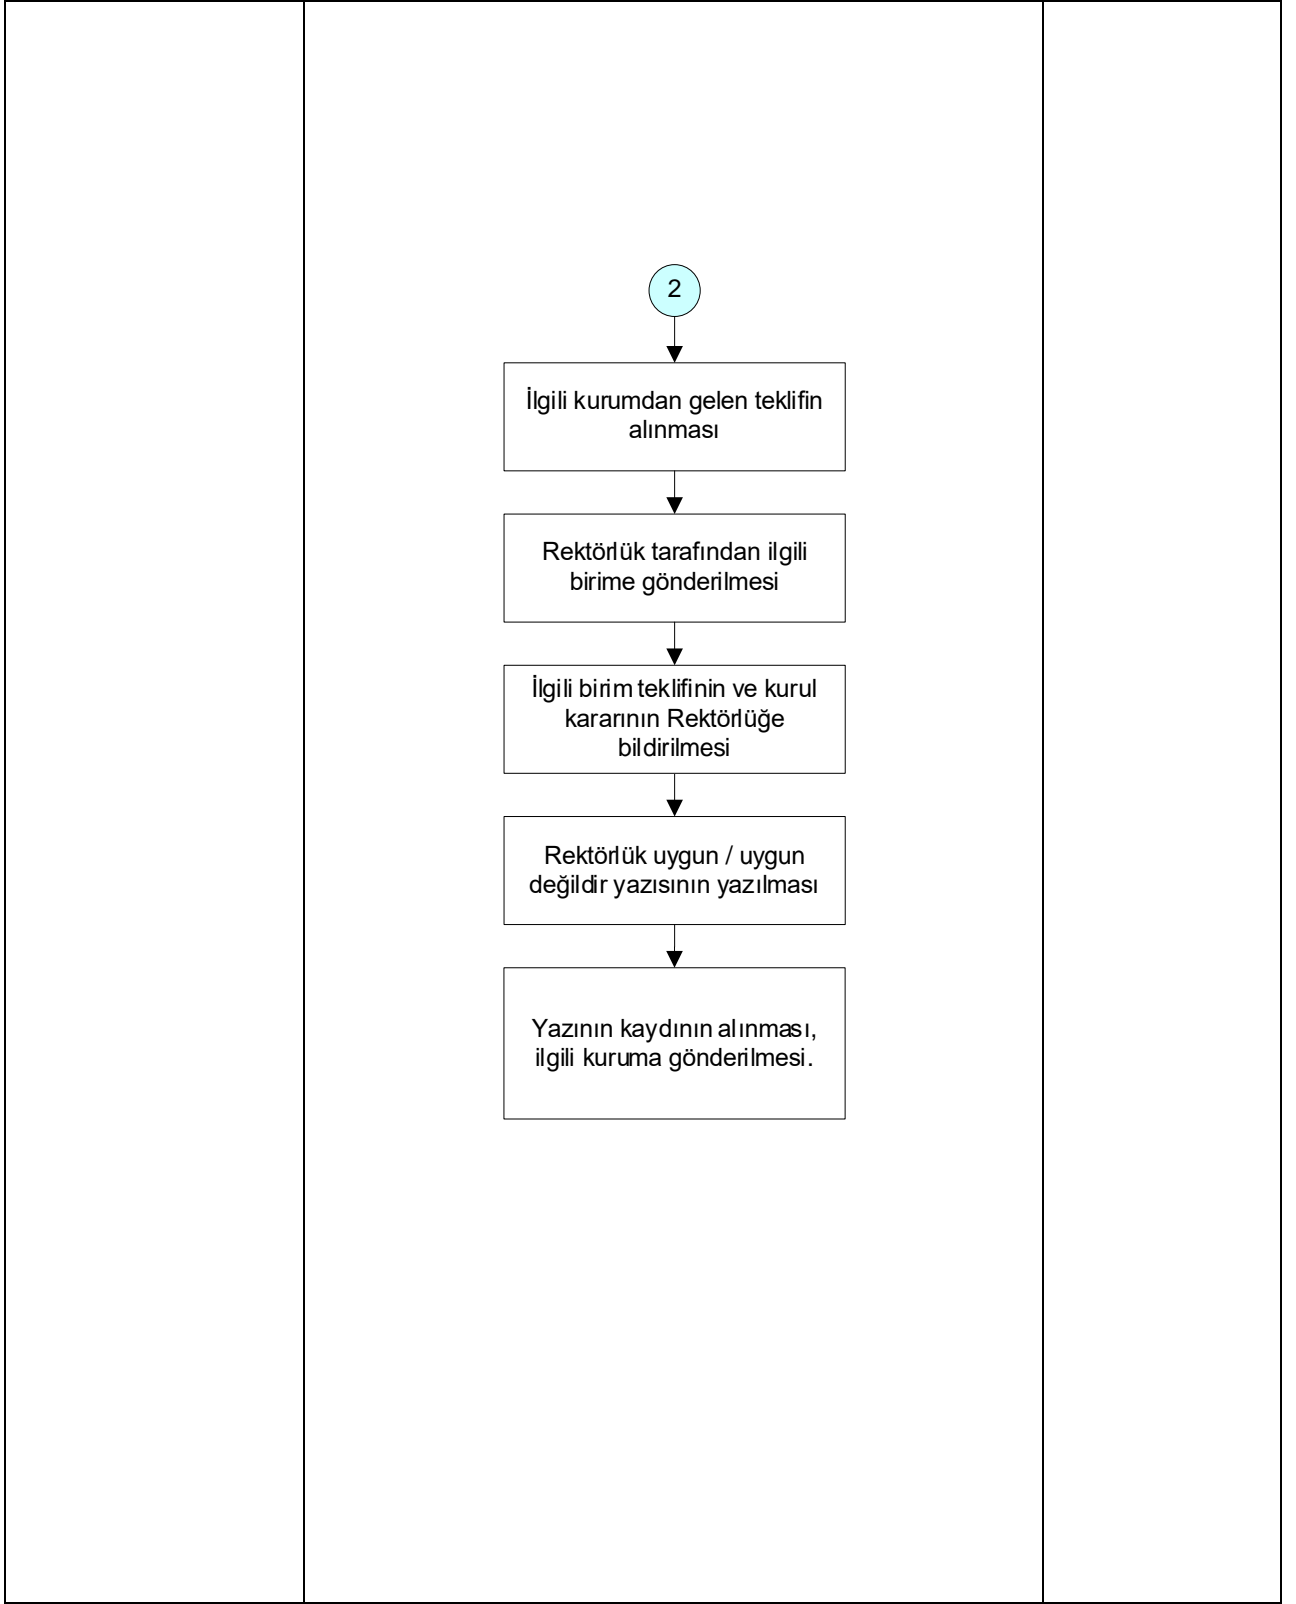 2
İlgili kurumdan gelen teklifin
alınması
Rektörlük tarafından ilgili
birime gönderilmesi
İlgili birim teklifinin ve kurul
kararının Rektörlüğe
bildirilmesi
Rektörlük uygun / uygun
değildir yazısının yazılması
Yazının kaydının alınması,
ilgili kuruma gönderilmesi.